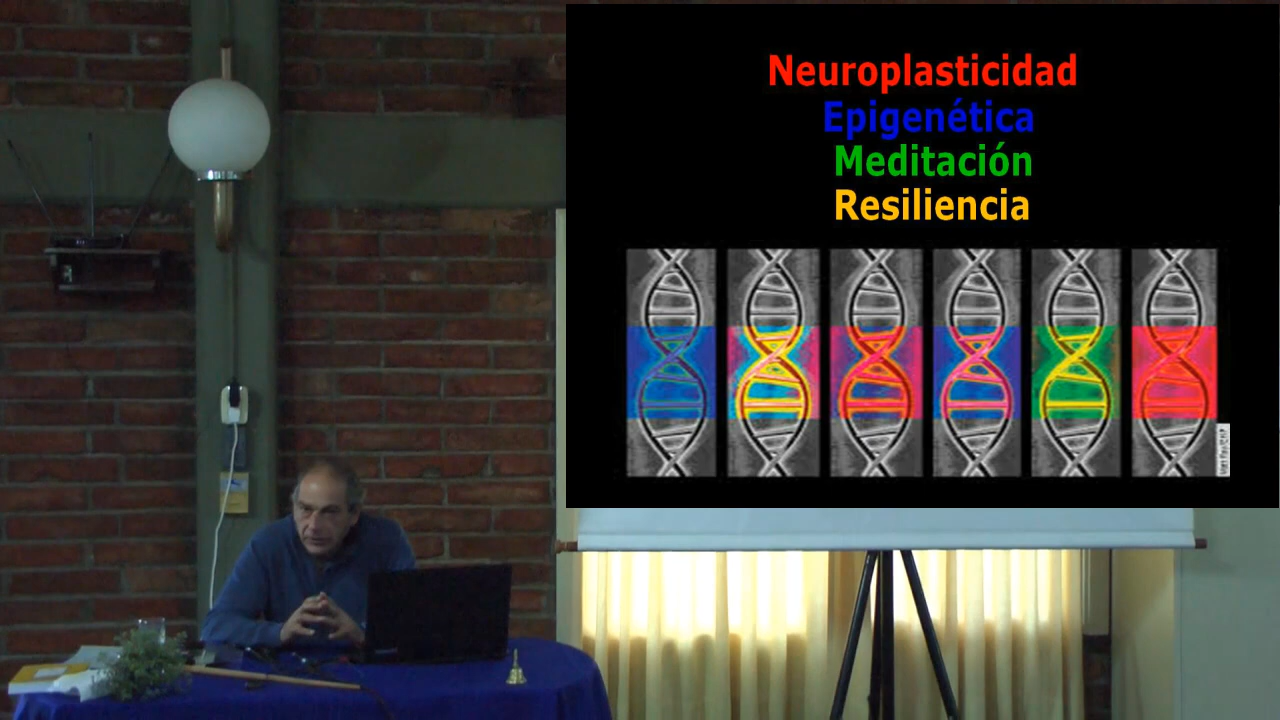 Neuroplasticidad
Epigenética
Meditación
Resiliencia